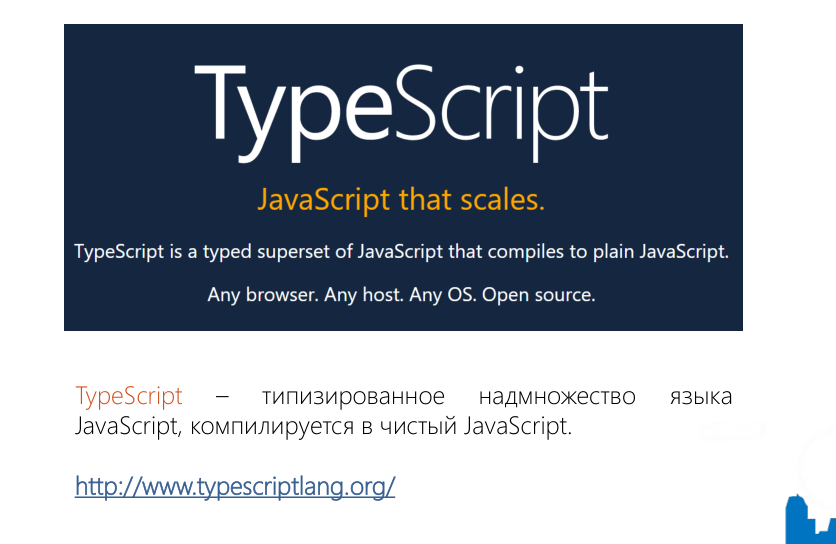 TypeScript
JavaScript that scales.
TypeScript is a typed superset of JavaScript that compiles to plain JavaScript.
Any browser. Any host. Any OS. Open source.
TypeScript – типизированное надмножество языка
JavaScript, компилируется в чистый JavaScript.
http://www.typescriptlang.org/